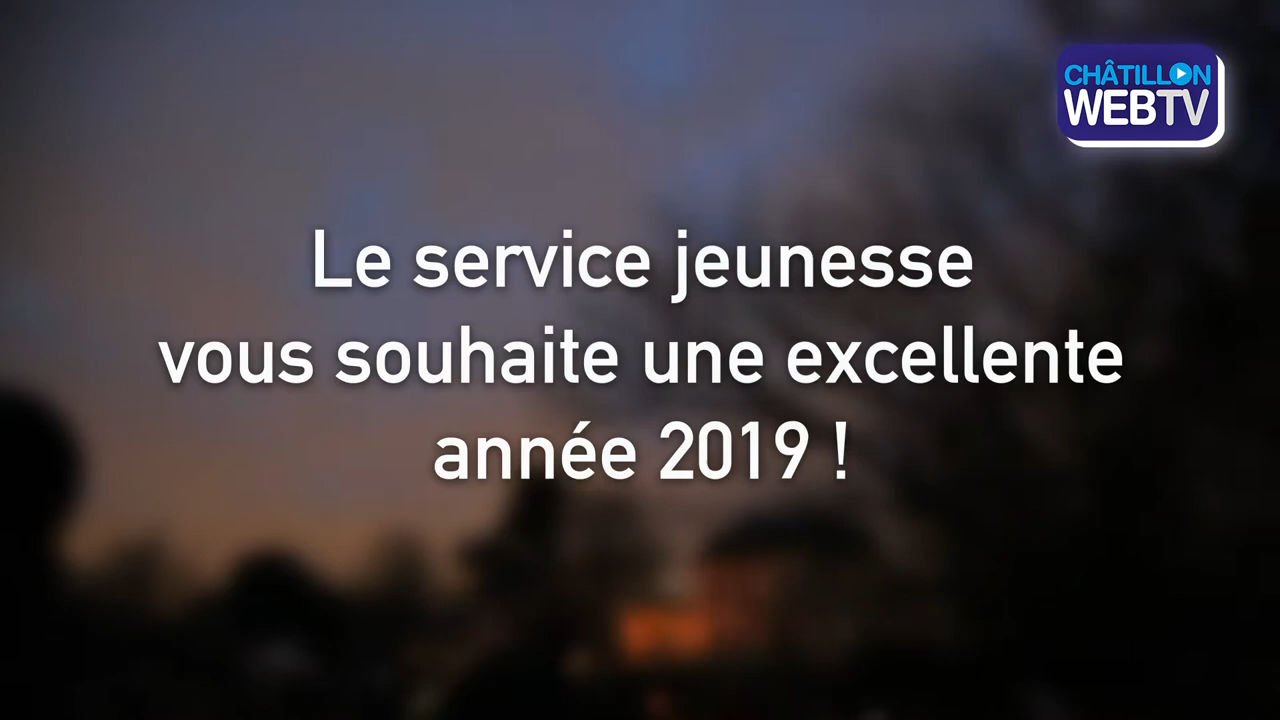 CHÂTILLON
WEBTV
Le service jeunesse
vous souhaite une excellente
année 2019 !